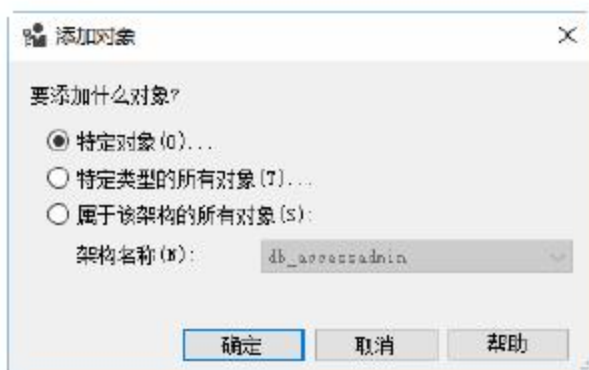 添加对象
要添加什么对象?
特定对象(O)...
特定类型的所有对象(T)...
属于该架构的所有对象(S):
架构名称(N): db_accessadmin
确定 取消 帮助